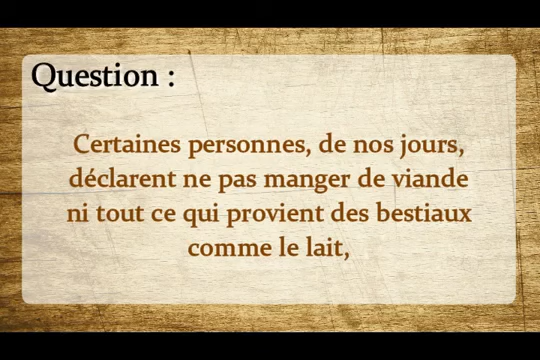 Question :
Certaines personnes, de nos jours,
déclarent ne pas manger de viande
ni tout ce qui provient des bestiaux
comme le lait,